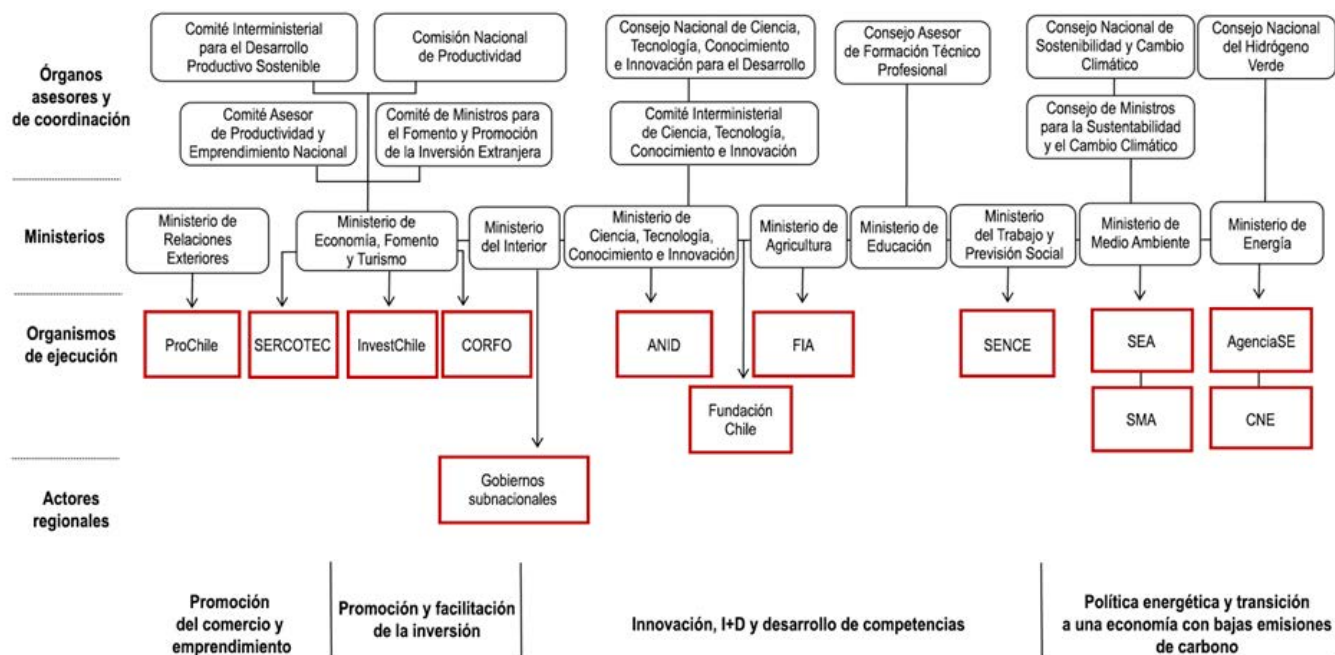 Órganos
asesores y
de coordinación
Comité Interministerial
para el Desarrollo
Productivo Sostenible
Comisión Nacional
de Productividad
Consejo Nacional de Ciencia,
Tecnología, Conocimiento
e Innovación para el Desarrollo
Consejo Asesor
de Formación Técnico
Profesional
Consejo Nacional de
Sostenibilidad y Cambio
Climático
Consejo Nacional
del Hidrógeno
Verde
Comité Asesor
de Productividad y
Emprendimiento Nacional
Comité de Ministros para
el Fomento y Promoción
de la Inversión Extranjera
Comité Interministerial
de Ciencia, Tecnología,
Conocimiento e Innovación
Consejo de Ministros
para la Sustentabilidad
y el Cambio Climático
Ministerios
Ministerio de
Relaciones
Exteriores
Ministerio de
Economía, Fomento
y Turismo
Ministerio
del Interior
Ministerio de
Ciencia, Tecnología,
Conocimiento e Innovación
Ministerio de
Agricultura
Ministerio de
Educación
Ministerio
del Trabajo y
Previsión Social
Ministerio de
Medio Ambiente
Ministerio de
Energía
Organismos
de ejecución
ProChile
SERCOTEC
InvestChile
CORFO
ANID
FIA
SENCE
SEA
AgenciaSE
Fundación
Chile
SMA
CNE
Actores
regionales
Gobiernos
subnacionales
Promoción
del comercio y
emprendimiento
Promoción y facilitación
de la inversión
Innovación, I+D y desarrollo de competencias
Política energética y transición
a una economía con bajas emisiones
de carbono